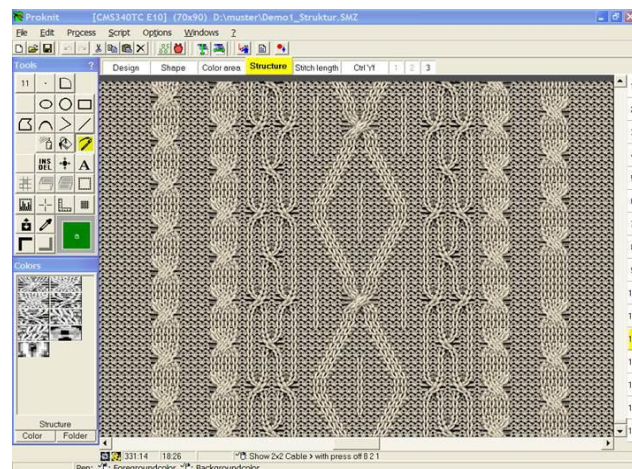 Proknit [CMS340TC E10] (70x90) D:\muster\Demo1_Struktur.SMZ
File Edit Process Script Options Windows ?
Tools ?
Design Shape Color area Structure Stitch length Ctrl Yf 1 2 3
11
INS
DEL
A
Colors
Structure
Color Folder
331:14 18:26 Show 2x2 Cable > with press off 8 2 1
Pen: : Foregroundcolor : Backgroundcolor